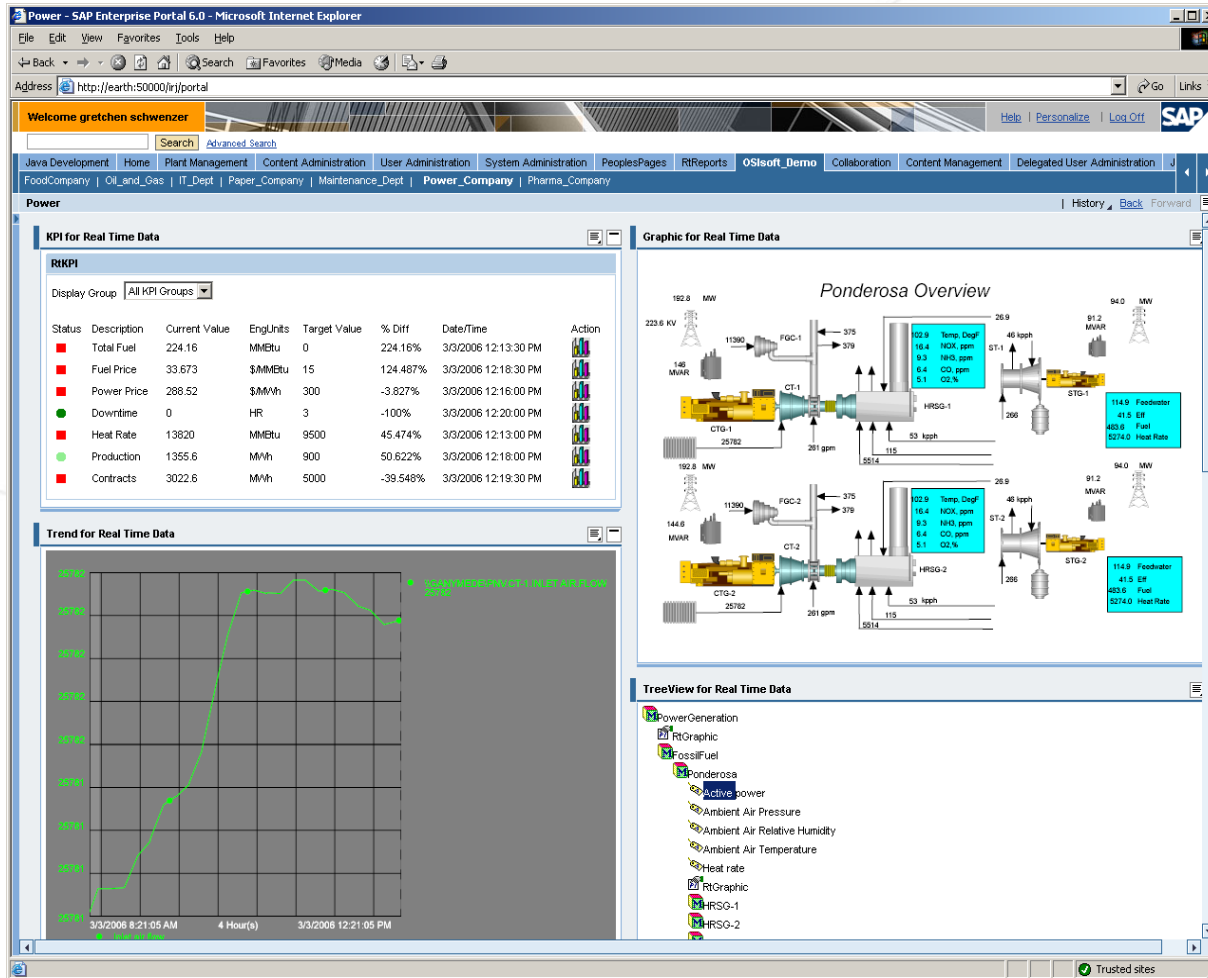 Power - SAP Enterprise Portal 6.0 - Microsoft Internet Explorer
File Edit View Favorites Tools Help
Back Search Favorites Media
Address http://earth:50000/irj/portal Go Links
Welcome gretchen schwenzer Help | Personalize | Log Off SAP
Search Advanced Search
Java Development Home Plant Management Content Administration User Administration System Administration PeoplesPages RtReports OSIsoft_Demo Collaboration Content Management Delegated User Administration J
FoodCompany | Oil_and_Gas | IT_Dept | Paper_Company | Maintenance_Dept | Power_Company | Pharma_Company
Power | History Back Forward
KPI for Real Time Data
RtKPI
Display Group All KPI Groups
Status Description Current Value EngUnits Target Value % Diff Date/Time Action
Total Fuel 224.16 MMBtu 0 224.16% 3/3/2006 12:13:30 PM
Fuel Price 33.673 $/MMBtu 15 124.487% 3/3/2006 12:18:30 PM
Power Price 288.52 $/MWh 300 -3.827% 3/3/2006 12:16:00 PM
Downtime 0 HR 3 -100% 3/3/2006 12:20:00 PM
Heat Rate 13820 MMBtu 9500 45.474% 3/3/2006 12:13:00 PM
Production 1355.6 MWh 900 50.622% 3/3/2006 12:18:00 PM
Contracts 3022.6 MWh 5000 -39.548% 3/3/2006 12:19:30 PM
Trend for Real Time Data
25782
\\GANYMEDE\PNV CT-1 INLET AIR FLOW
25782
25782
25782
25782
25782
25781
25781
25781
25781
3/3/2006 8:21:05 AM 4 Hour(s) 3/3/2006 12:21:05 PM
Inlet air flow
Graphic for Real Time Data
Ponderosa Overview
192.8 MW
94.0 MW
223.6 KV
11390
FGC-1
375
379
26.9
102.9 Temp, DegF
16.4 NOX, ppm
9.3 NH3, ppm
6.4 CO, ppm
5.1 O2,%
ST-1
46 kpph
91.2
MVAR
146
MVAR
CT-1
HRSG-1
STG-1
266
114.9 Feedwater
41.5 Eff
483.6 Fuel
5274.0 Heat Rate
CTG-1
25782
261 gpm
53 kpph
115
5514
192.8 MW
94.0 MW
11390
FGC-2
375
379
26.9
102.9 Temp, DegF
16.4 NOX, ppm
9.3 NH3, ppm
6.4 CO, ppm
5.1 O2,%
ST-2
46 kpph
91.2
MVAR
144.6
MVAR
CT-2
HRSG-2
STG-2
266
114.9 Feedwater
41.5 Eff
483.6 Fuel
5274.0 Heat Rate
CTG-2
25782
261 gpm
53 kpph
115
5514
TreeView for Real Time Data
PowerGeneration
RtGraphic
FossilFuel
Ponderosa
Active power
Ambient Air Pressure
Ambient Air Relative Humidity
Ambient Air Temperature
Heat rate
RtGraphic
HRSG-1
HRSG-2
Trusted sites